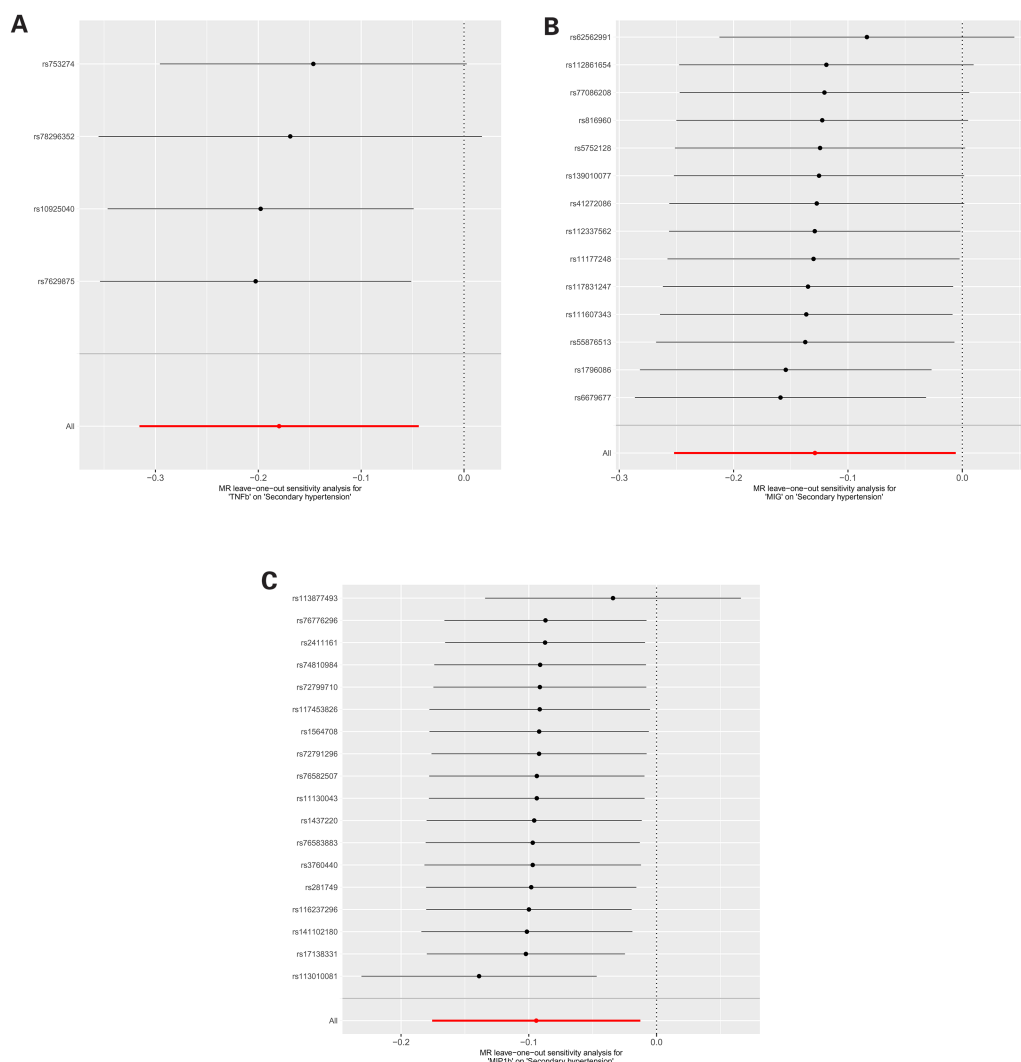 A
rs753274
rs78296352
rs10925040
rs7629875
All
−0.3
−0.2
−0.1
0.0
MR leave−one−out sensitivity analysis for
'TNFb' on 'Secondary hypertension'
B
rs62562991
rs112861654
rs77086208
rs816960
rs5752128
rs139010077
rs41272086
rs112337562
rs11177248
rs117831247
rs111607343
rs55876513
rs1796086
rs6679677
All
−0.3
−0.2
−0.1
0.0
MR leave−one−out sensitivity analysis for
'MIG' on 'Secondary hypertension'
C
rs113877493
rs76776296
rs2411161
rs74810984
rs72799710
rs117453826
rs1564708
rs72791296
rs76582507
rs11130043
rs1437220
rs76583883
rs3760440
rs281749
rs116237296
rs141102180
rs17138331
rs113010081
All
−0.2
−0.1
0.0
MR leave−one−out sensitivity analysis for
'MIP1b' on 'Secondary hypertension'